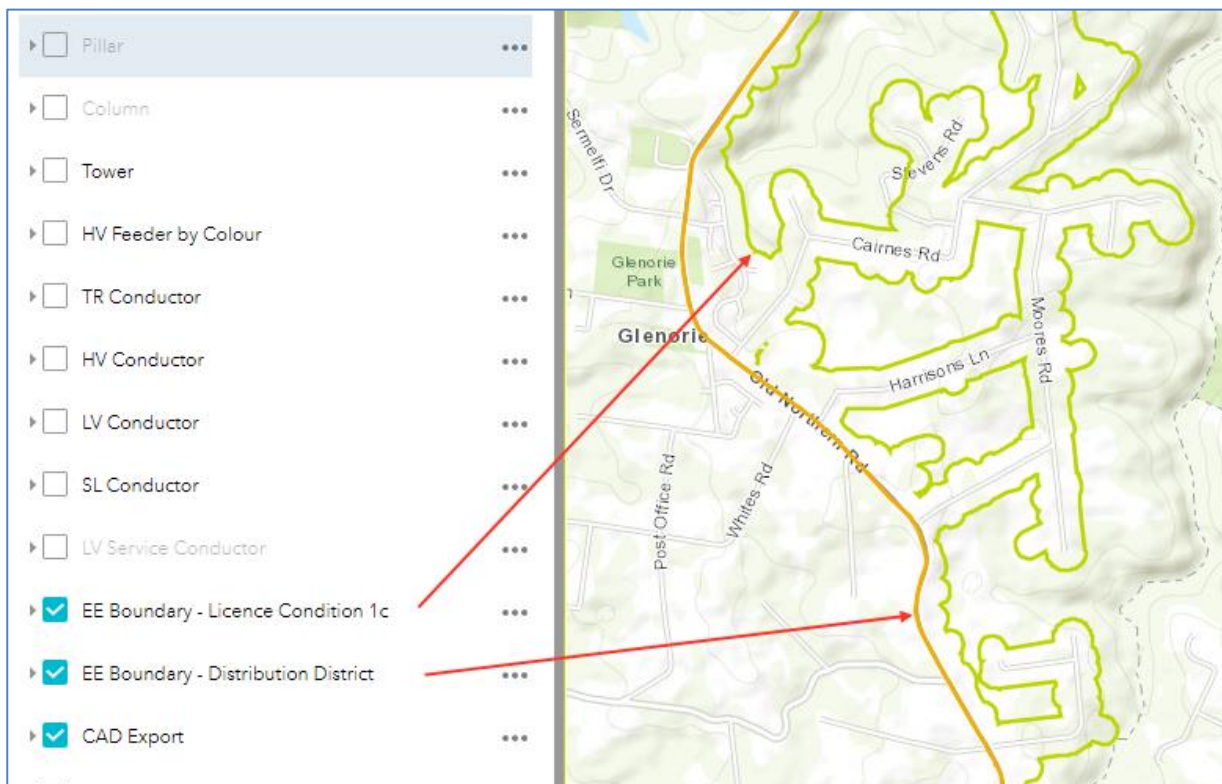 Pillar
Column
Tower
HV Feeder by Colour
TR Conductor
HV Conductor
LV Conductor
SL Conductor
LV Service Conductor
EE Boundary - Licence Condition 1c
EE Boundary - Distribution District
CAD Export
Sermelfi Dr
Stevens Rd
Cairnes Rd
Glenorie
Park
Glenorie
Moores Rd
Harrisons Ln
Old Northern Rd
Post Office Rd
Whites Rd